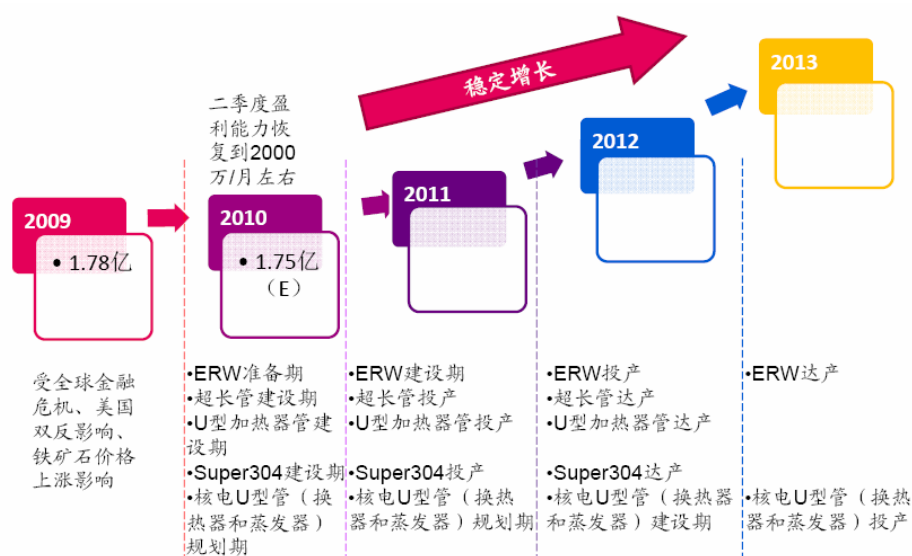 稳定增长
二季度盈
利能力恢
复到2000
万/月左右
2009
• 1.78亿
2010
• 1.75亿
（E）
2011
2012
2013
受全球金融
危机、美国
双反影响、
铁矿石价格
上涨影响
•ERW准备期
•超长管建设期
•U型加热器管建
设期
•Super304建设期
•核电U型管（换
热器和蒸发器）
规划期
•ERW建设期
•超长管投产
•U型加热器管投产
•Super304投产
•核电U型管（换热
器和蒸发器）规划期
•ERW投产
•超长管达产
•U型加热器管达产
•Super304达产
•核电U型管（换热器
和蒸发器）建设期
•ERW达产
•核电U型管（换热
器和蒸发器）投产